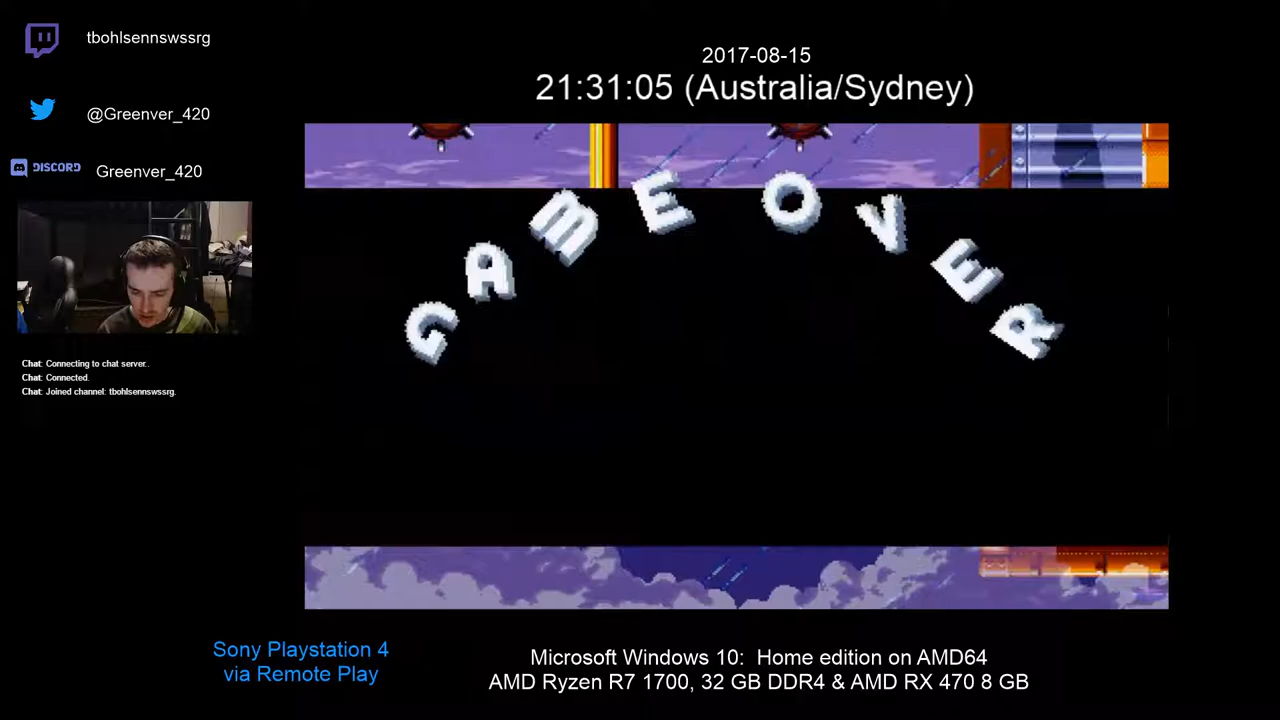 tbohlsennswssrg
@Greenver_420
DISCORD Greenver_420
Chat: Connecting to chat server..
Chat: Connected.
Chat: Joined channel: tbohlsennswssrg.
2017-08-15
21:31:05 (Australia/Sydney)
GAME OVER
Sony Playstation 4
via Remote Play
Microsoft Windows 10: Home edition on AMD64
AMD Ryzen R7 1700, 32 GB DDR4 & AMD RX 470 8 GB